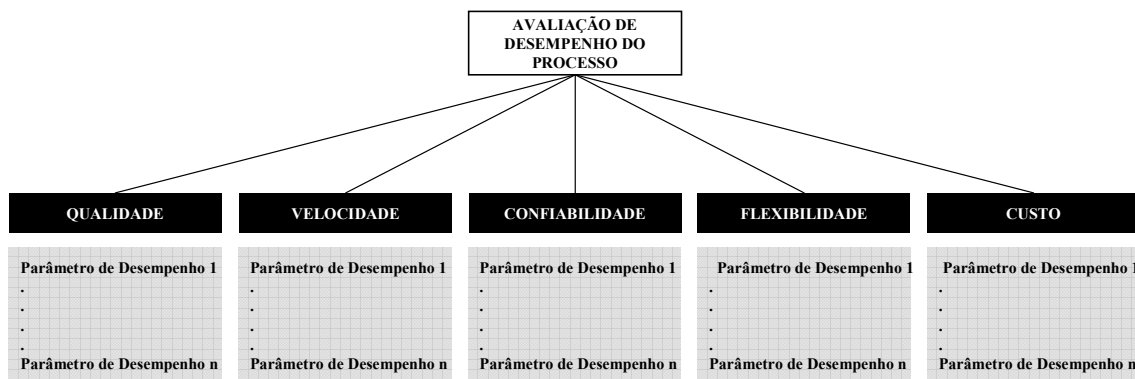 AVALIAÇÃO DE
DESEMPENHO DO
PROCESSO
QUALIDADE
VELOCIDADE
CONFIABILIDADE
FLEXIBILIDADE
CUSTO
Parâmetro de Desempenho 1
.
.
.
.
Parâmetro de Desempenho n
Parâmetro de Desempenho 1
.
.
.
.
Parâmetro de Desempenho n
Parâmetro de Desempenho 1
.
.
.
.
Parâmetro de Desempenho n
Parâmetro de Desempenho 1
.
.
.
.
Parâmetro de Desempenho n
Parâmetro de Desempenho 1
.
.
.
.
Parâmetro de Desempenho n